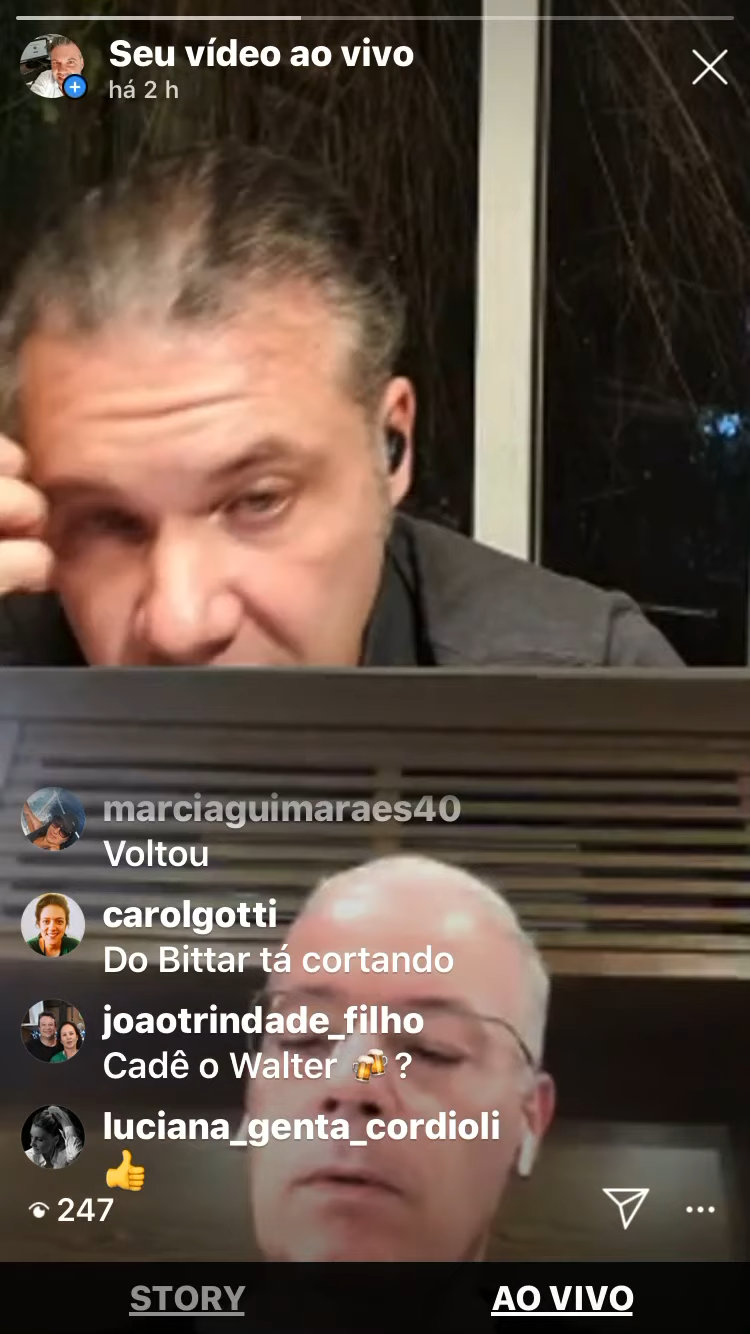 Seu vídeo ao vivo
há 2 h
marciaguimaraes40
Voltou
carolgotti
Do Bittar tá cortando
joaotrindade_filho
Cadê o Walter 🍻?
luciana_genta_cordioli
👍
247
STORY
AO VIVO